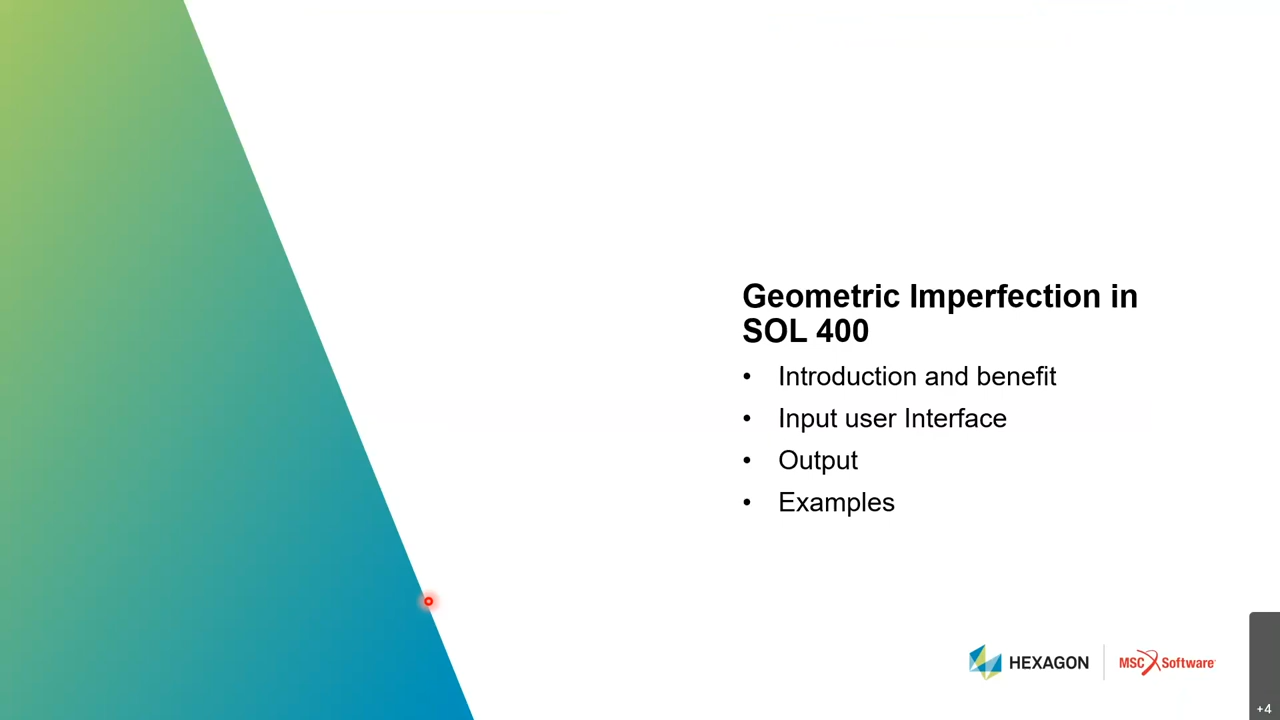 Geometric Imperfection in
SOL 400
• Introduction and benefit
• Input user Interface
• Output
• Examples
HEXAGON
MSC Software
+4